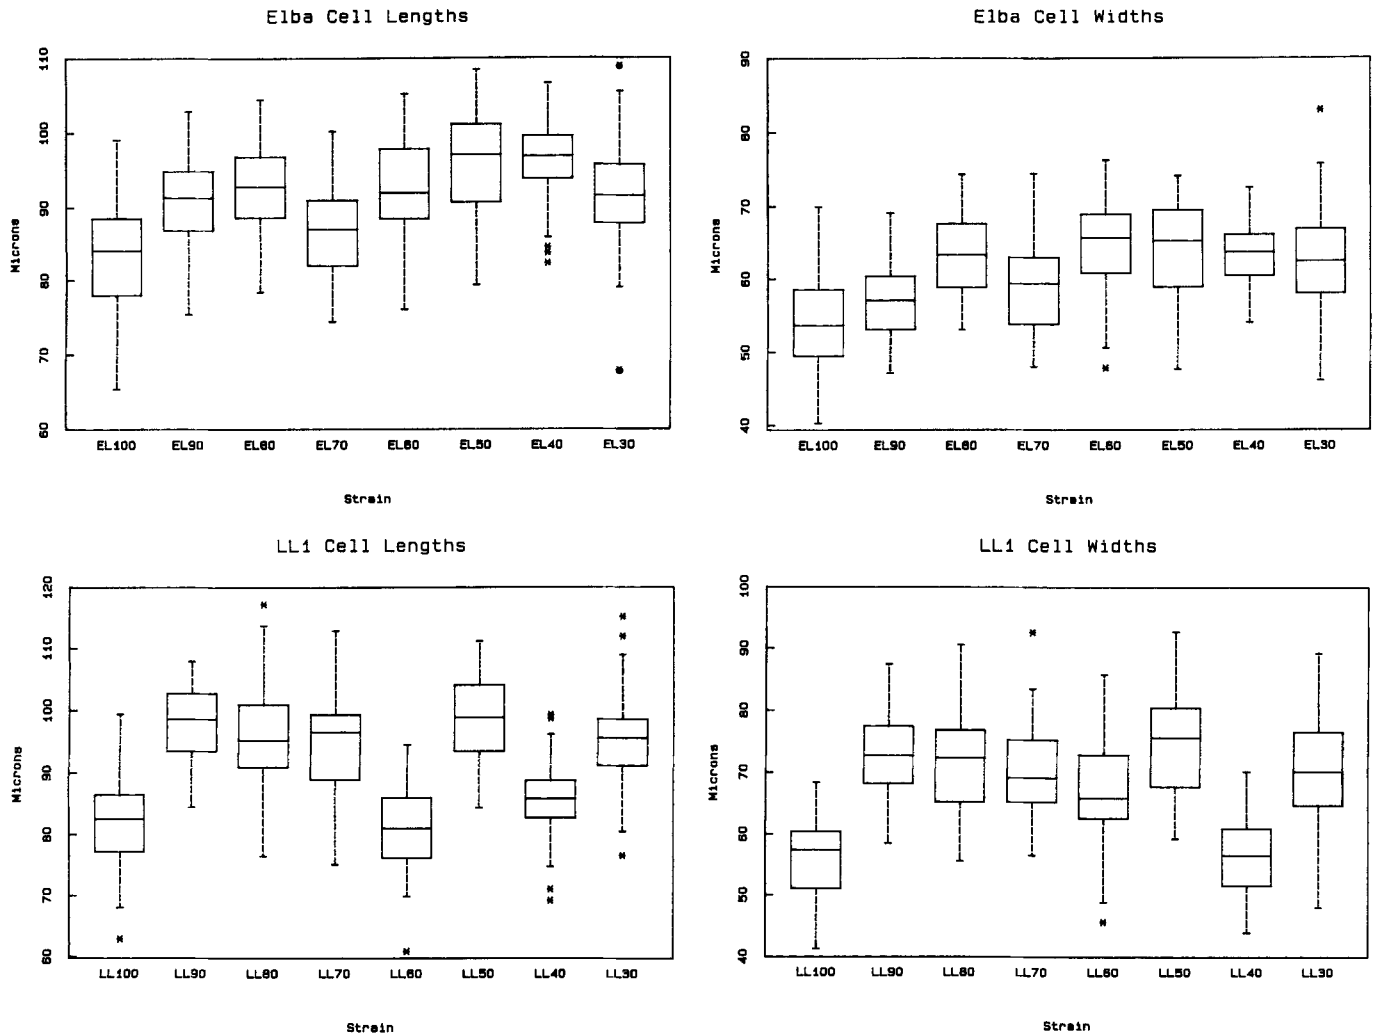 Elba Cell Lengths
110
100
90
80
70
60
Microns
EL100 EL90 EL80 EL70 EL60 EL50 EL40 EL30
Strain
Elba Cell Widths
90
80
70
60
50
40
Microns
EL100 EL90 EL80 EL70 EL60 EL50 EL40 EL30
Strain
LL1 Cell Lengths
120
110
100
90
80
70
60
Microns
LL100 LL90 LL80 LL70 LL60 LL50 LL40 LL30
Strain
LL1 Cell Widths
100
90
80
70
60
50
40
Microns
LL100 LL90 LL80 LL70 LL60 LL50 LL40 LL30
Strain